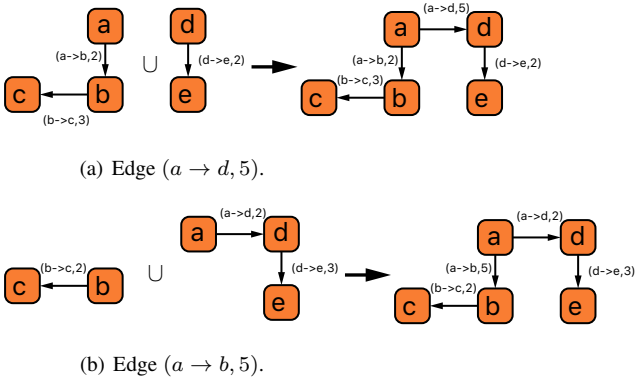 a d a (a->d,5) d
(a->b,2) ∪ (d->e,2) (a->b,2) (d->e,2)
c b e c (b->c,3) b e
(b->c,3)
(a) Edge (a → d, 5).
a (a->d,2) d a (a->d,2) d
c (b->c,2) b ∪ (d->e,3) (a->b,5) (d->e,3)
e c (b->c,2) b e
(b) Edge (a → b, 5).